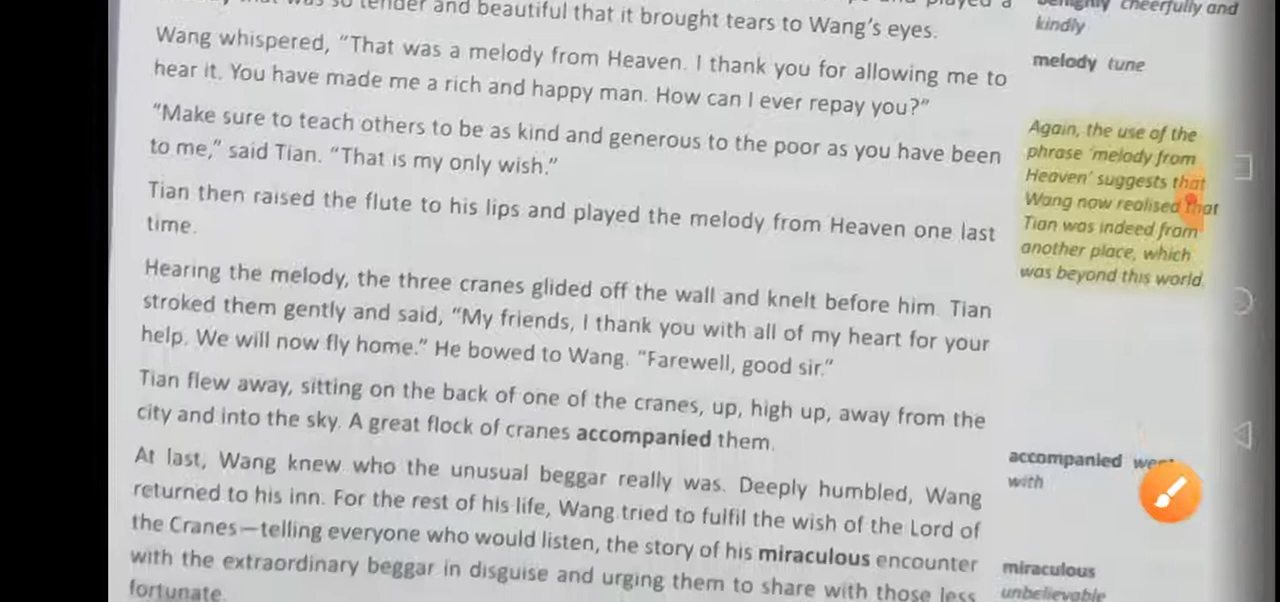 so tender and beautiful that it brought tears to Wang's eyes.
Wang whispered, “That was a melody from Heaven. I thank you for allowing me to
hear it. You have made me a rich and happy man. How can I ever repay you?”
“Make sure to teach others to be as kind and generous to the poor as you have been
to me,” said Tian. “That is my only wish.”
Tian then raised the flute to his lips and played the melody from Heaven one last
time.
Hearing the melody, the three cranes glided off the wall and knelt before him. Tian
stroked them gently and said, “My friends, I thank you with all of my heart for your
help. We will now fly home.” He bowed to Wang. “Farewell, good sir.”
Tian flew away, sitting on the back of one of the cranes, up, high up, away from the
city and into the sky. A great flock of cranes accompanied them.
At last, Wang knew who the unusual beggar really was. Deeply humbled, Wang
returned to his inn. For the rest of his life, Wang tried to fulfil the wish of the Lord of
the Cranes—telling everyone who would listen, the story of his miraculous encounter
with the extraordinary beggar in disguise and urging them to share with those less
fortunate.
benignly cheerfully and
kindly
melody tune
Again, the use of the
phrase ‘melody from
Heaven’ suggests that
Wang now realised that
Tian was indeed from
another place, which
was beyond this world.
accompanied went
with
miraculous
unbelievable